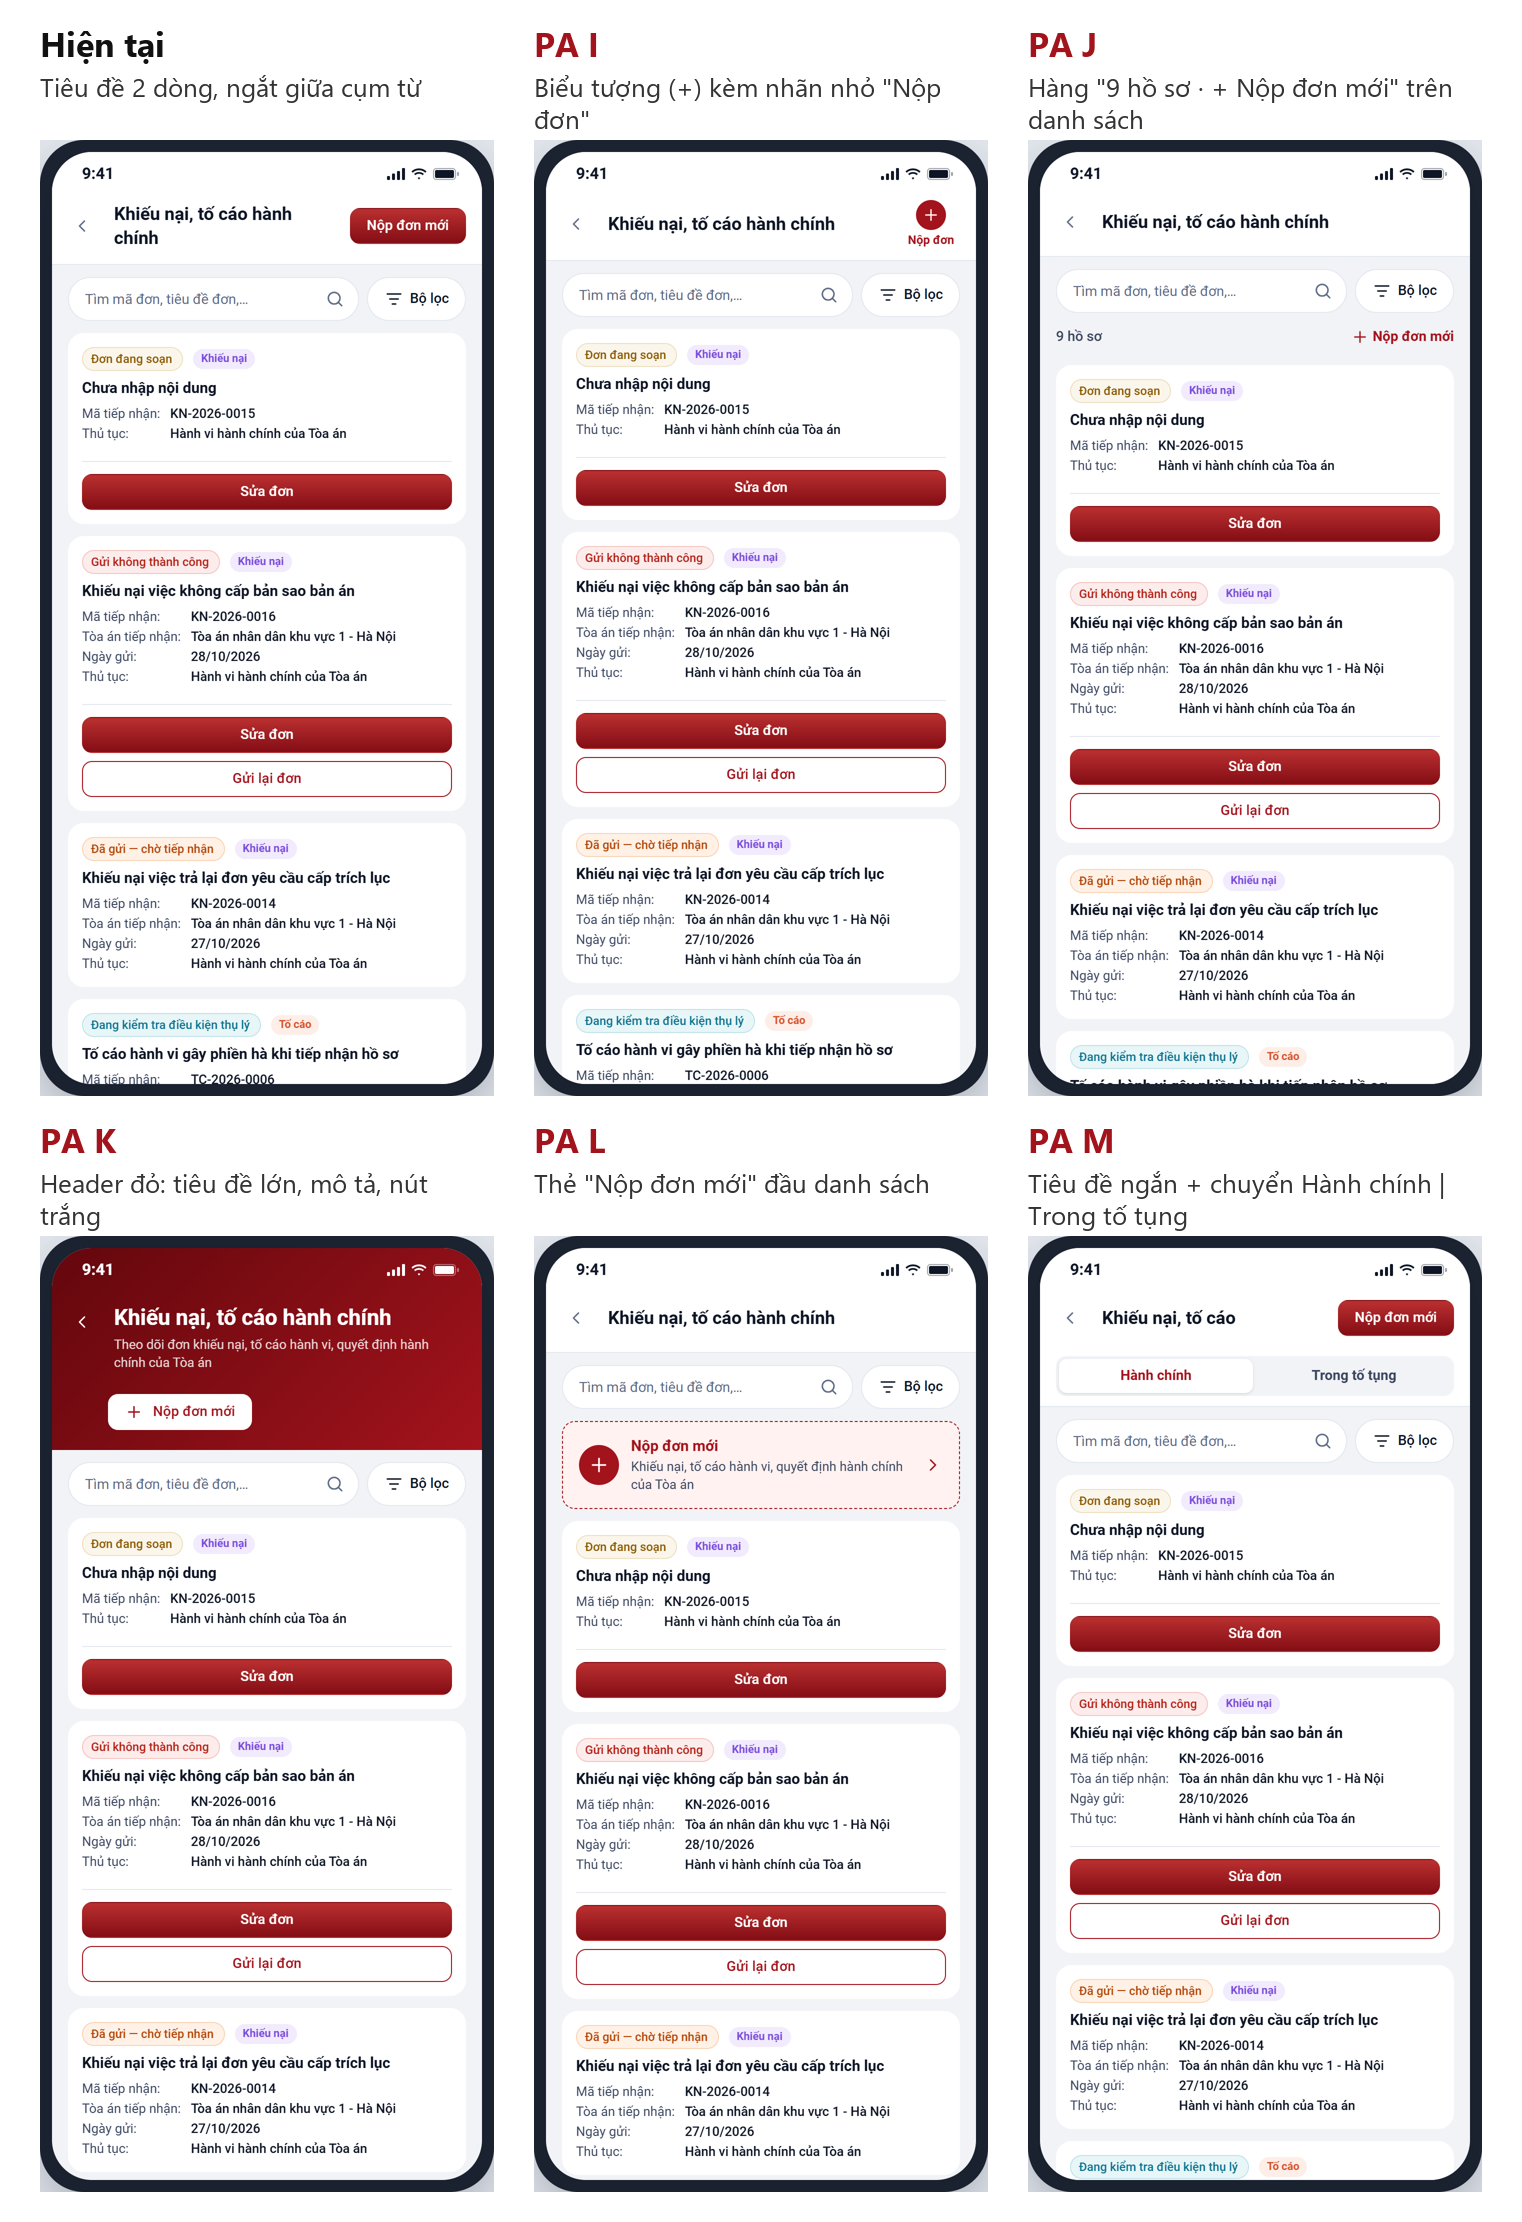 Hiện tại
Tiêu đề 2 dòng, ngắt giữa cụm từ
9:41
Khiếu nại, tố cáo hành
chính
Nộp đơn mới
Tìm mã đơn, tiêu đề đơn,...
Bộ lọc
Đơn đang soạn
Khiếu nại
Chưa nhập nội dung
Mã tiếp nhận: KN-2026-0015
Thủ tục: Hành vi hành chính của Tòa án
Sửa đơn
Gửi không thành công
Khiếu nại
Khiếu nại việc không cấp bản sao bản án
Mã tiếp nhận: KN-2026-0016
Tòa án tiếp nhận: Tòa án nhân dân khu vực 1 - Hà Nội
Ngày gửi: 28/10/2026
Thủ tục: Hành vi hành chính của Tòa án
Sửa đơn
Gửi lại đơn
Đã gửi — chờ tiếp nhận
Khiếu nại
Khiếu nại việc trả lại đơn yêu cầu cấp trích lục
Mã tiếp nhận: KN-2026-0014
Tòa án tiếp nhận: Tòa án nhân dân khu vực 1 - Hà Nội
Ngày gửi: 27/10/2026
Thủ tục: Hành vi hành chính của Tòa án
Đang kiểm tra điều kiện thụ lý
Tố cáo
Tố cáo hành vi gây phiền hà khi tiếp nhận hồ sơ
Mã tiếp nhận: TC-2026-0006
PA I
Biểu tượng (+) kèm nhãn nhỏ "Nộp
đơn"
9:41
Khiếu nại, tố cáo hành chính
Nộp đơn
Tìm mã đơn, tiêu đề đơn,...
Bộ lọc
Đơn đang soạn
Khiếu nại
Chưa nhập nội dung
Mã tiếp nhận: KN-2026-0015
Thủ tục: Hành vi hành chính của Tòa án
Sửa đơn
Gửi không thành công
Khiếu nại
Khiếu nại việc không cấp bản sao bản án
Mã tiếp nhận: KN-2026-0016
Tòa án tiếp nhận: Tòa án nhân dân khu vực 1 - Hà Nội
Ngày gửi: 28/10/2026
Thủ tục: Hành vi hành chính của Tòa án
Sửa đơn
Gửi lại đơn
Đã gửi — chờ tiếp nhận
Khiếu nại
Khiếu nại việc trả lại đơn yêu cầu cấp trích lục
Mã tiếp nhận: KN-2026-0014
Tòa án tiếp nhận: Tòa án nhân dân khu vực 1 - Hà Nội
Ngày gửi: 27/10/2026
Thủ tục: Hành vi hành chính của Tòa án
Đang kiểm tra điều kiện thụ lý
Tố cáo
Tố cáo hành vi gây phiền hà khi tiếp nhận hồ sơ
Mã tiếp nhận: TC-2026-0006
PA J
Hàng "9 hồ sơ · + Nộp đơn mới" trên
danh sách
9:41
Khiếu nại, tố cáo hành chính
Tìm mã đơn, tiêu đề đơn,...
Bộ lọc
9 hồ sơ
+ Nộp đơn mới
Đơn đang soạn
Khiếu nại
Chưa nhập nội dung
Mã tiếp nhận: KN-2026-0015
Thủ tục: Hành vi hành chính của Tòa án
Sửa đơn
Gửi không thành công
Khiếu nại
Khiếu nại việc không cấp bản sao bản án
Mã tiếp nhận: KN-2026-0016
Tòa án tiếp nhận: Tòa án nhân dân khu vực 1 - Hà Nội
Ngày gửi: 28/10/2026
Thủ tục: Hành vi hành chính của Tòa án
Sửa đơn
Gửi lại đơn
Đã gửi — chờ tiếp nhận
Khiếu nại
Khiếu nại việc trả lại đơn yêu cầu cấp trích lục
Mã tiếp nhận: KN-2026-0014
Tòa án tiếp nhận: Tòa án nhân dân khu vực 1 - Hà Nội
Ngày gửi: 27/10/2026
Thủ tục: Hành vi hành chính của Tòa án
Đang kiểm tra điều kiện thụ lý
Tố cáo
Tố cáo hành vi gây phiền hà khi tiếp nhận hồ sơ
PA K
Header đỏ: tiêu đề lớn, mô tả, nút
trắng
9:41
Khiếu nại, tố cáo hành chính
Theo dõi đơn khiếu nại, tố cáo hành vi, quyết định hành
chính của Tòa án
+ Nộp đơn mới
Tìm mã đơn, tiêu đề đơn,...
Bộ lọc
Đơn đang soạn
Khiếu nại
Chưa nhập nội dung
Mã tiếp nhận: KN-2026-0015
Thủ tục: Hành vi hành chính của Tòa án
Sửa đơn
Gửi không thành công
Khiếu nại
Khiếu nại việc không cấp bản sao bản án
Mã tiếp nhận: KN-2026-0016
Tòa án tiếp nhận: Tòa án nhân dân khu vực 1 - Hà Nội
Ngày gửi: 28/10/2026
Thủ tục: Hành vi hành chính của Tòa án
Sửa đơn
Gửi lại đơn
Đã gửi — chờ tiếp nhận
Khiếu nại
Khiếu nại việc trả lại đơn yêu cầu cấp trích lục
Mã tiếp nhận: KN-2026-0014
Tòa án tiếp nhận: Tòa án nhân dân khu vực 1 - Hà Nội
Ngày gửi: 27/10/2026
Thủ tục: Hành vi hành chính của Tòa án
PA L
Thẻ "Nộp đơn mới" đầu danh sách
9:41
Khiếu nại, tố cáo hành chính
Tìm mã đơn, tiêu đề đơn,...
Bộ lọc
Nộp đơn mới
Khiếu nại, tố cáo hành vi, quyết định hành chính
của Tòa án
Đơn đang soạn
Khiếu nại
Chưa nhập nội dung
Mã tiếp nhận: KN-2026-0015
Thủ tục: Hành vi hành chính của Tòa án
Sửa đơn
Gửi không thành công
Khiếu nại
Khiếu nại việc không cấp bản sao bản án
Mã tiếp nhận: KN-2026-0016
Tòa án tiếp nhận: Tòa án nhân dân khu vực 1 - Hà Nội
Ngày gửi: 28/10/2026
Thủ tục: Hành vi hành chính của Tòa án
Sửa đơn
Gửi lại đơn
Đã gửi — chờ tiếp nhận
Khiếu nại
Khiếu nại việc trả lại đơn yêu cầu cấp trích lục
Mã tiếp nhận: KN-2026-0014
Tòa án tiếp nhận: Tòa án nhân dân khu vực 1 - Hà Nội
Ngày gửi: 27/10/2026
Thủ tục: Hành vi hành chính của Tòa án
PA M
Tiêu đề ngắn + chuyển Hành chính |
Trong tố tụng
9:41
Khiếu nại, tố cáo
Nộp đơn mới
Hành chính
Trong tố tụng
Tìm mã đơn, tiêu đề đơn,...
Bộ lọc
Đơn đang soạn
Khiếu nại
Chưa nhập nội dung
Mã tiếp nhận: KN-2026-0015
Thủ tục: Hành vi hành chính của Tòa án
Sửa đơn
Gửi không thành công
Khiếu nại
Khiếu nại việc không cấp bản sao bản án
Mã tiếp nhận: KN-2026-0016
Tòa án tiếp nhận: Tòa án nhân dân khu vực 1 - Hà Nội
Ngày gửi: 28/10/2026
Thủ tục: Hành vi hành chính của Tòa án
Sửa đơn
Gửi lại đơn
Đã gửi — chờ tiếp nhận
Khiếu nại
Khiếu nại việc trả lại đơn yêu cầu cấp trích lục
Mã tiếp nhận: KN-2026-0014
Tòa án tiếp nhận: Tòa án nhân dân khu vực 1 - Hà Nội
Ngày gửi: 27/10/2026
Thủ tục: Hành vi hành chính của Tòa án
Đang kiểm tra điều kiện thụ lý
Tố cáo